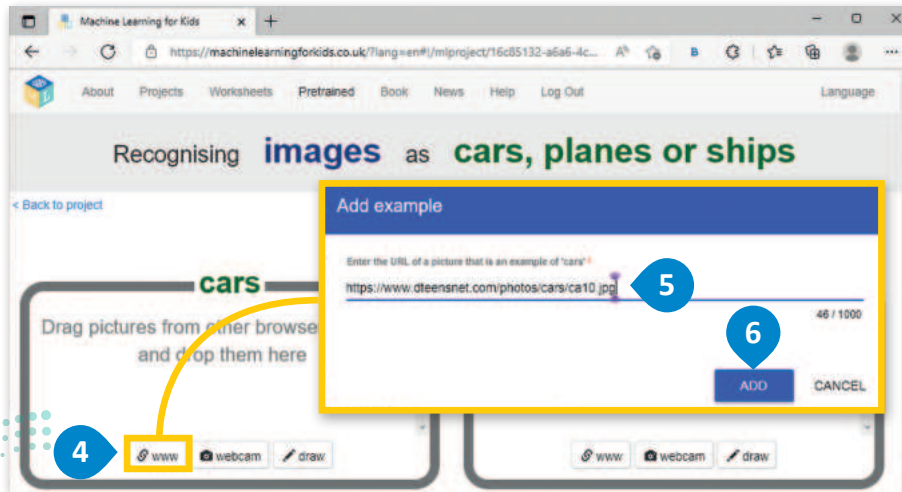 Machine Learning for Kids
https://machinelearningforkids.co.uk/?lang=en#!/mlproject/16c85132-a6a6-4c...
About Projects Worksheets Pretrained Book News Help Log Out Language
Recognising images as cars, planes or ships
< Back to project
Add example
Enter the URL of a picture that is an example of 'cars' *
https://www.dteensnet.com/photos/cars/ca10.jpg
5
46 / 1000
cars
Drag pictures from other browse
and drop them here
6
ADD CANCEL
4
www webcam draw
www webcam draw